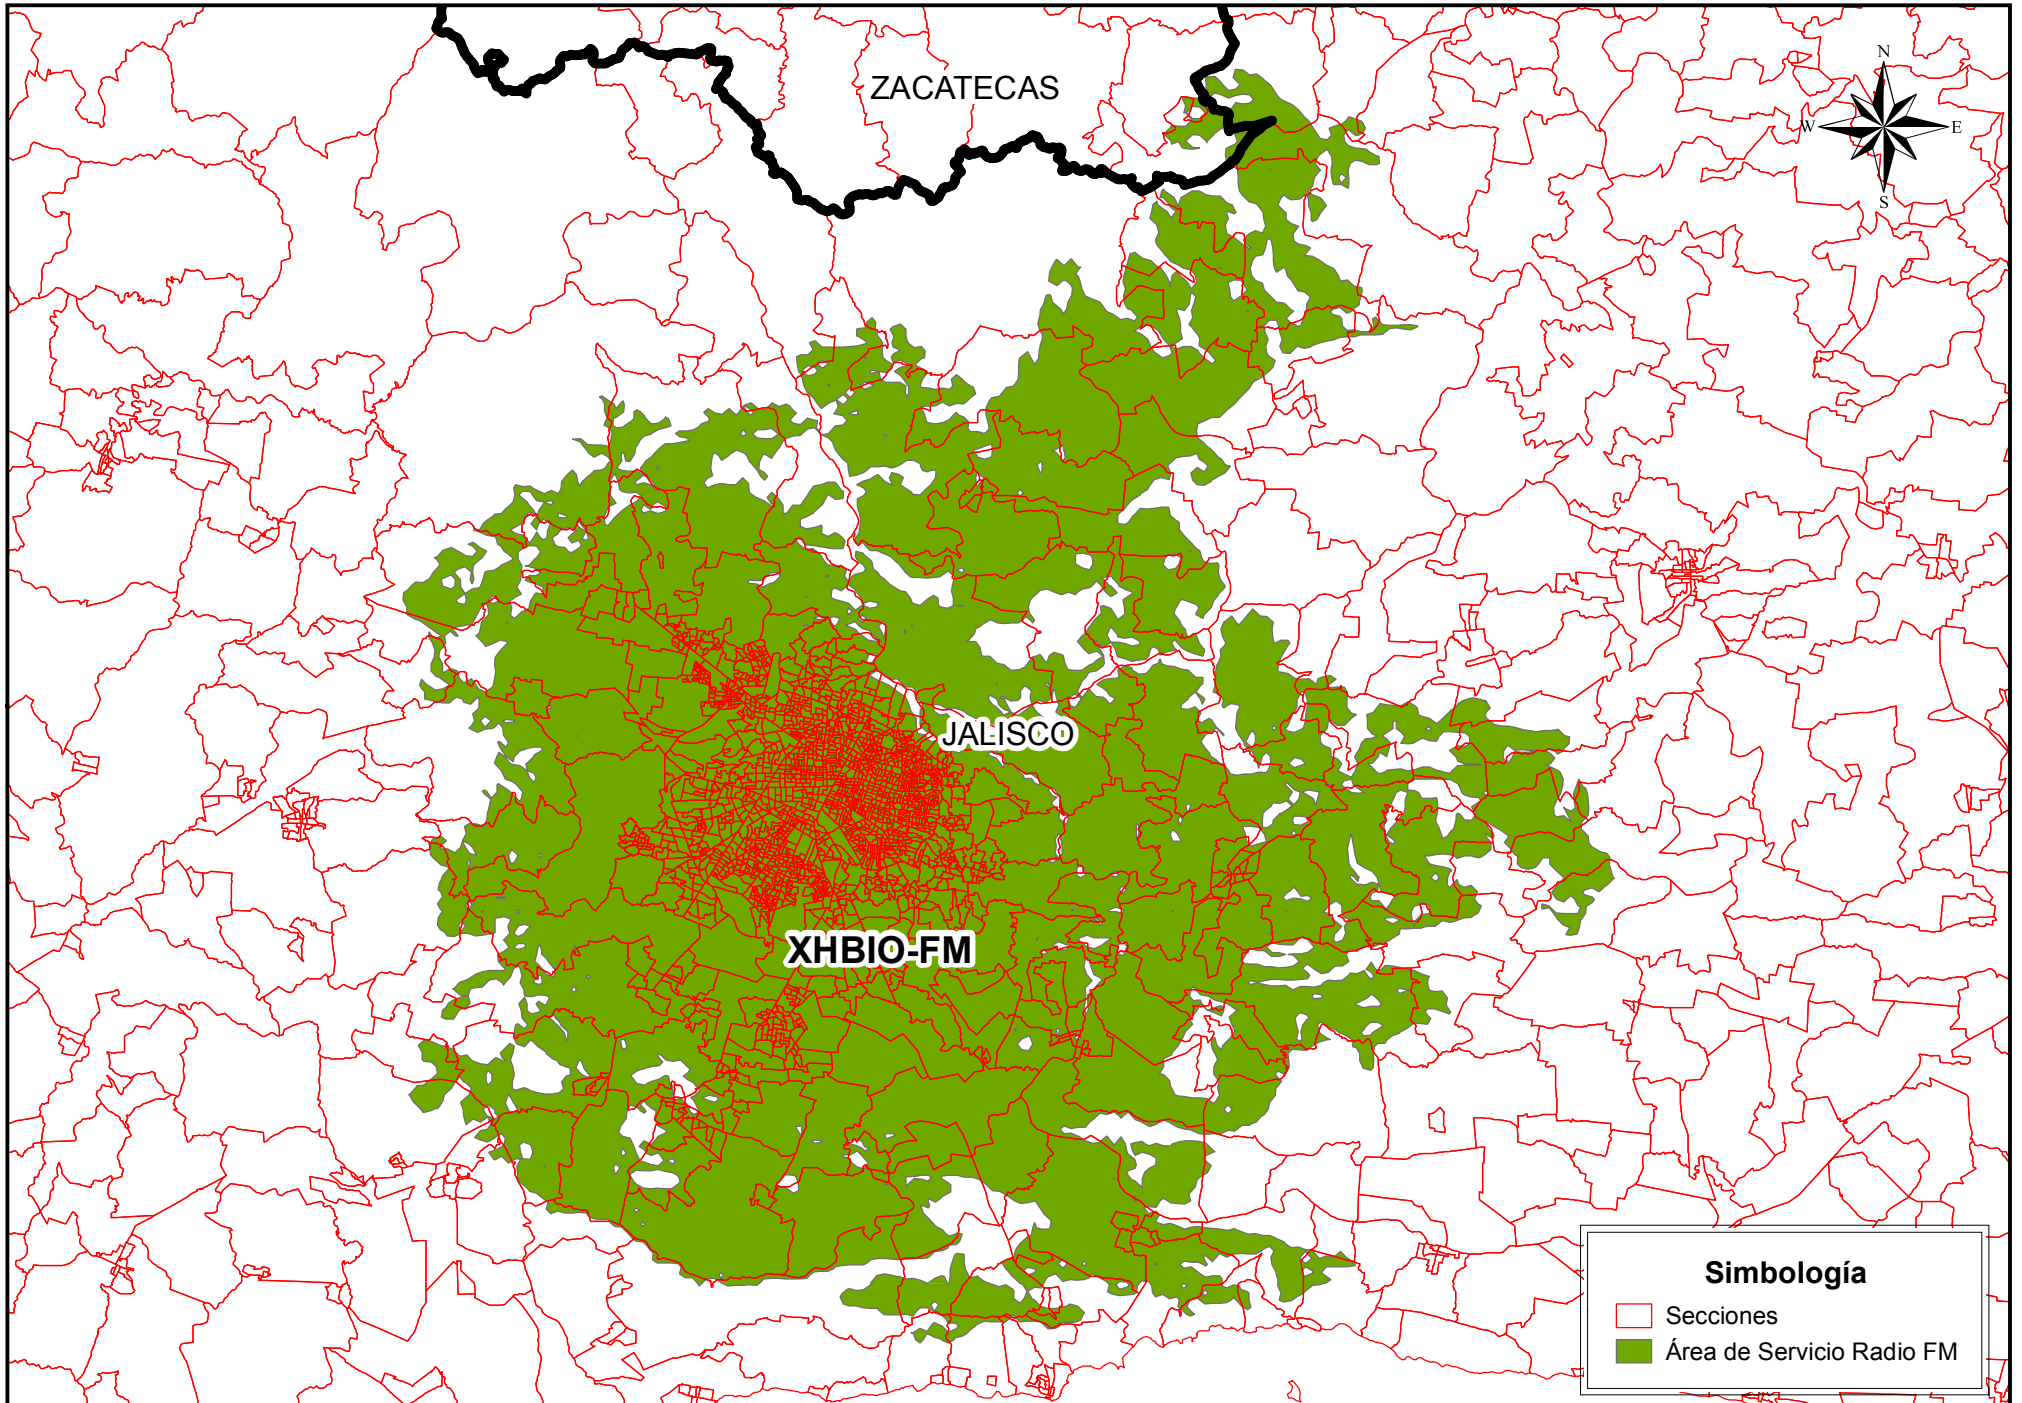 ZACATECAS
N
W
E
S
JALISCO
XHBIO-FM
Simbología
Secciones
Área de Servicio Radio FM